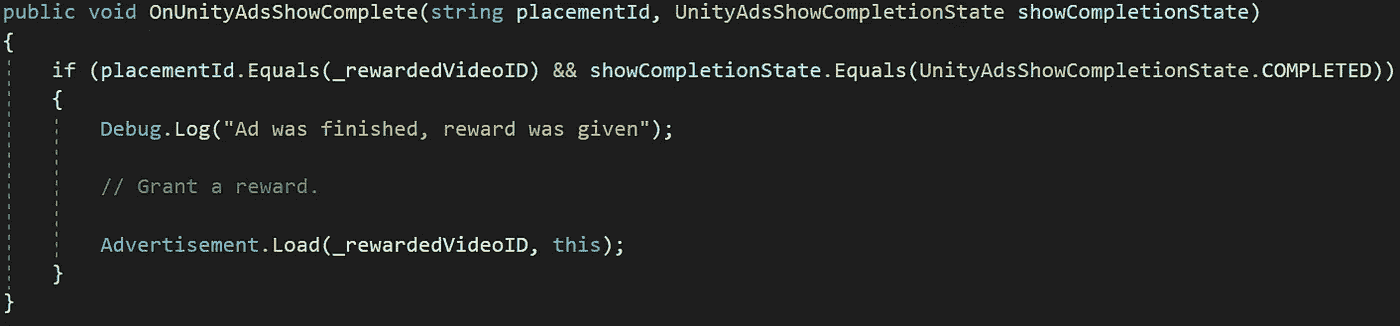 public void OnUnityAdsShowComplete(string placementId, UnityAdsShowCompletionState showCompletionState)
{
if (placementId.Equals(_rewardedVideoID) && showCompletionState.Equals(UnityAdsShowCompletionState.COMPLETED))
{
Debug.Log("Ad was finished, reward was given");
// Grant a reward.
Advertisement.Load(_rewardedVideoID, this);
}
}